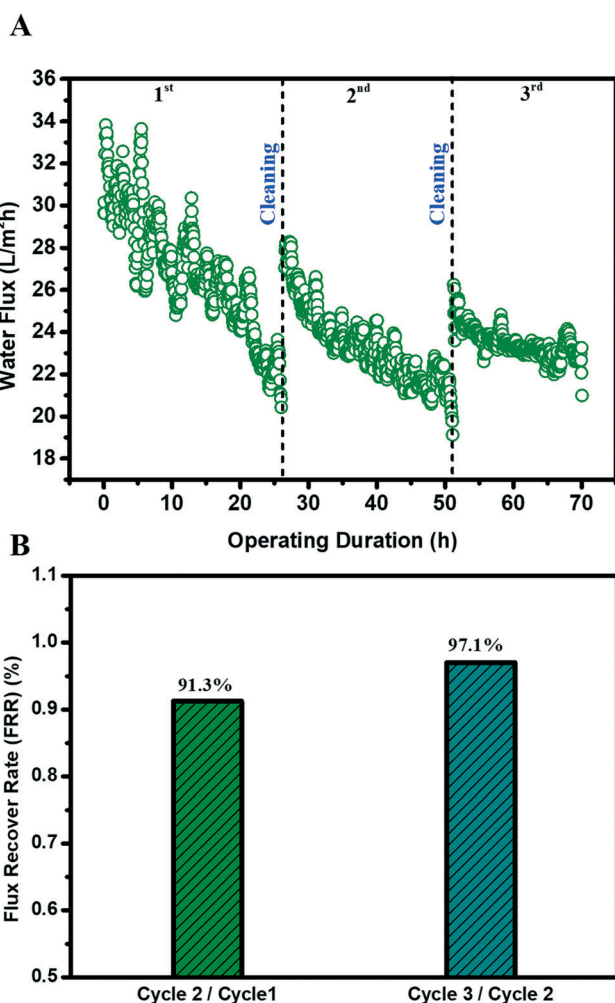 A
36
34
32
30
28
26
24
22
20
18
Water Flux (L/m²h)
1st
2nd
3rd
Cleaning
Cleaning
0 10 20 30 40 50 60 70
Operating Duration (h)
B
1.1
1.0
0.9
0.8
0.7
0.6
0.5
Flux Recover Rate (FRR) (%)
91.3%
97.1%
Cycle 2 / Cycle1 Cycle 3 / Cycle 2